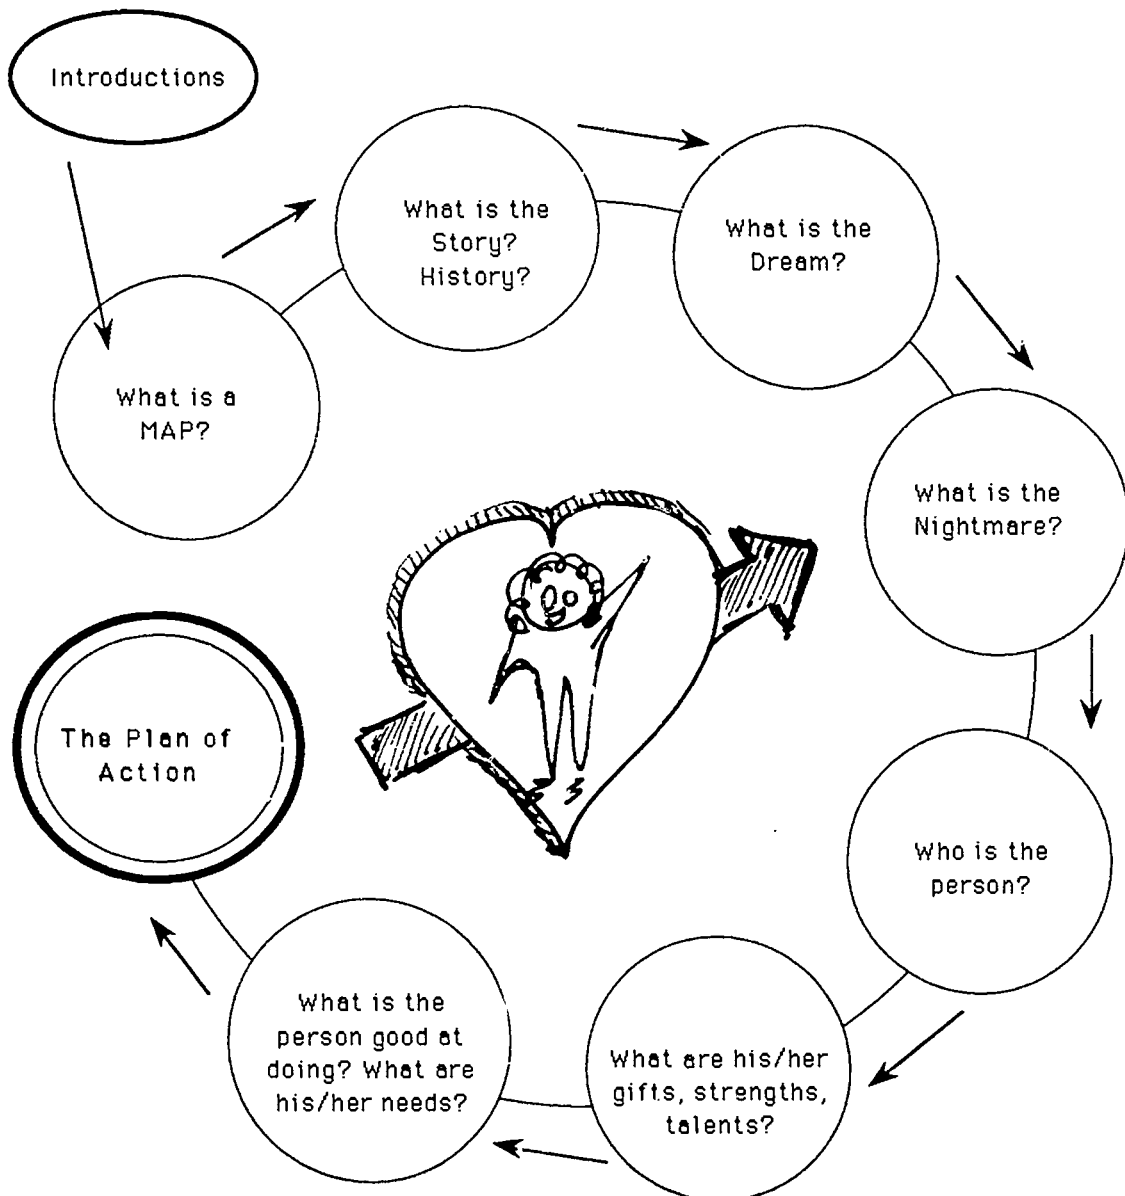 Introductions
What is a
MAP?
What is the
Story?
History?
What is the
Dream?
What is the
Nightmare?
Who is the
person?
What are his/her
gifts, strengths,
talents?
What is the
person good at
doing? What are
his/her needs?
The Plan of
Action